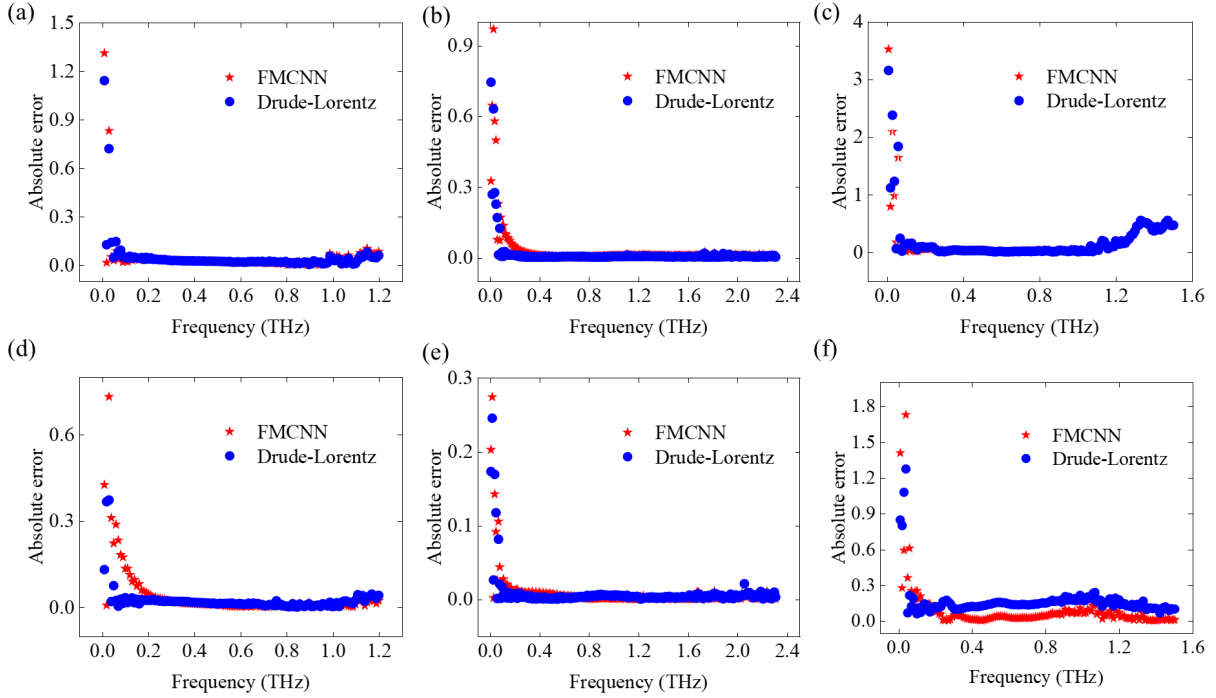 (a)
1.5
1.2
0.9
0.6
0.3
0.0
Absolute error
FMCNN
Drude-Lorentz
0.0 0.2 0.4 0.6 0.8 1.0 1.2
Frequency (THz)
(b)
0.9
0.6
0.3
0.0
Absolute error
FMCNN
Drude-Lorentz
0.0 0.4 0.8 1.2 1.6 2.0 2.4
Frequency (THz)
(c)
4
3
2
1
0
Absolute error
FMCNN
Drude-Lorentz
0.0 0.4 0.8 1.2 1.6
Frequency (THz)
(d)
0.6
0.3
0.0
Absolute error
FMCNN
Drude-Lorentz
0.0 0.2 0.4 0.6 0.8 1.0 1.2
Frequency (THz)
(e)
0.3
0.2
0.1
0.0
Absolute error
FMCNN
Drude-Lorentz
0.0 0.4 0.8 1.2 1.6 2.0 2.4
Frequency (THz)
(f)
1.8
1.5
1.2
0.9
0.6
0.3
0.0
Absolute error
FMCNN
Drude-Lorentz
0.0 0.4 0.8 1.2 1.6
Frequency (THz)